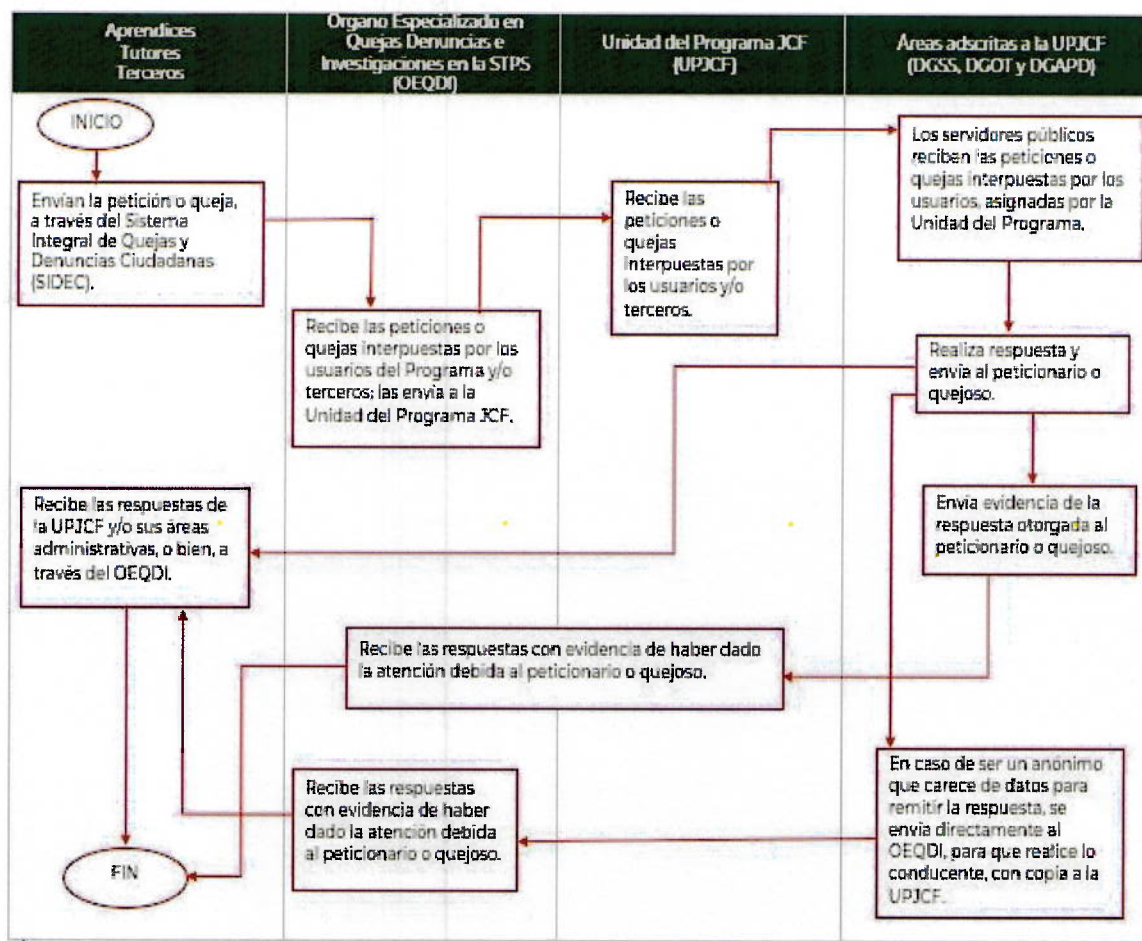 Aprendices
Tutores
Terceros
Organo Especializado en
Quejas Denuncias e
Investigaciones en la STPS
(OEQDI)
Unidad del Programa JCF
(UPJCF)
Áreas adscritas a la UPJCF
(DGSS, DGOT y DGAPD)
INICIO
Envían la petición o queja,
a través del Sistema
Integral de Quejas y
Denuncias Ciudadanas
(SIDEC).
Recibe las peticiones o
quejas interpuestas por los
usuarios del Programa y/o
terceros; las envía a la
Unidad del Programa JCF.
Recibe las
peticiones o
quejas
interpuestas por
los usuarios y/o
terceros.
Los servidores públicos
reciben las peticiones o
quejas interpuestas por los
usuarios, asignadas por la
Unidad del Programa.
Realiza respuesta y
envía al peticionario o
quejoso.
Envía evidencia de la
respuesta otorgada al
peticionario o quejoso.
Recibe las respuestas de
la UPJCF y/o sus áreas
administrativas, o bien, a
través del OEQDI.
Recibe las respuestas con evidencia de haber dado
la atención debida al peticionario o quejoso.
En caso de ser un anónimo
que carece de datos para
remitir la respuesta, se
envía directamente al
OEQDI, para que realice lo
conducente, con copia a la
UPJCF.
Recibe las respuestas
con evidencia de haber
dado la atención debida
al peticionario o quejoso.
FIN